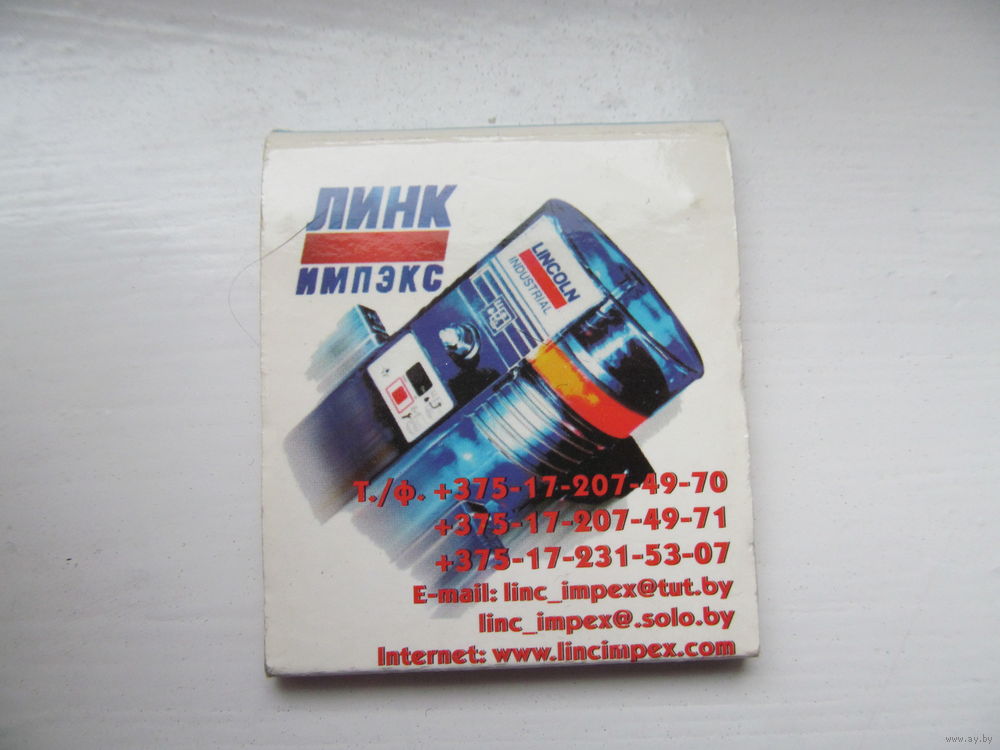 ЛИНК
ИМПЭКС
LINCOLN
INDUSTRIAL
Т./ф. +375-17-207-49-70
+375-17-207-49-71
+375-17-231-53-07
E-mail: linc_impex@tut.by
linc_impex@.solo.by
Internet: www.lincimpex.com
www.ay.by